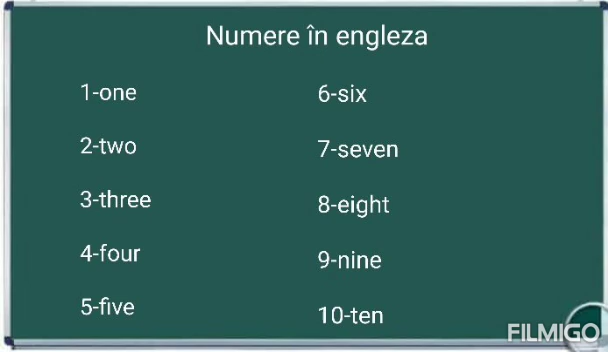 Numere în engleza
1-one
2-two
3-three
4-four
5-five
6-six
7-seven
8-eight
9-nine
10-ten
FILMIGO